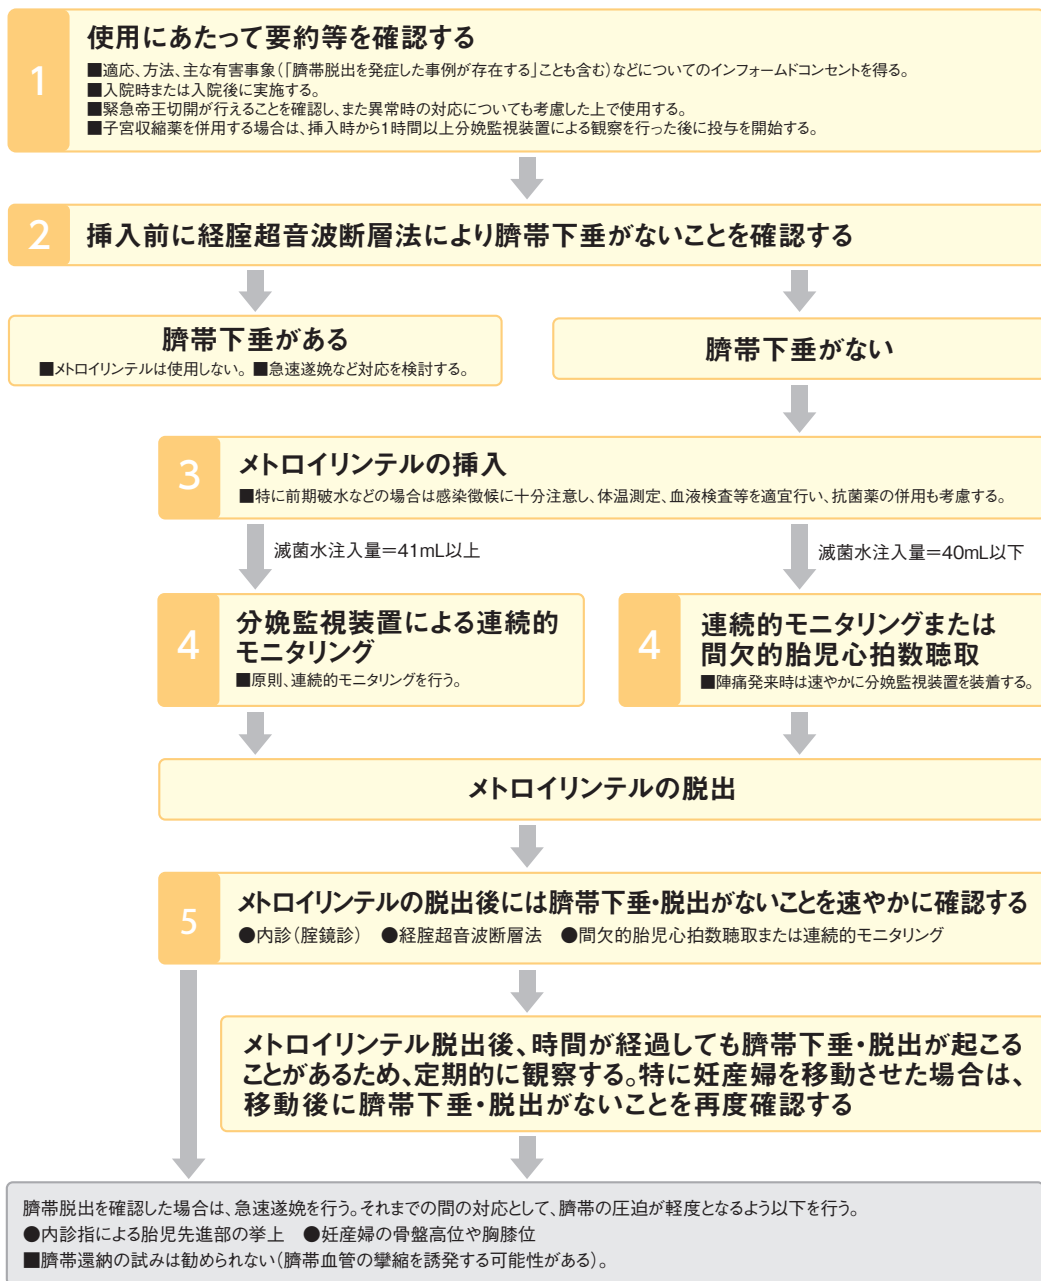 1
使用にあたって要約等を確認する
■適応、方法、主な有害事象(「臍帯脱出を発症した事例が存在する」ことも含む)などについてのインフォームドコンセントを得る。
■入院時または入院後に実施する。
■緊急帝王切開が行えることを確認し、また異常時の対応についても考慮した上で使用する。
■子宮収縮薬を併用する場合は、挿入時から1時間以上分娩監視装置による観察を行った後に投与を開始する。
2
挿入前に経腟超音波断層法により臍帯下垂がないことを確認する
臍帯下垂がある
■メトロイリンテルは使用しない。 ■急速遂娩など対応を検討する。
臍帯下垂がない
3
メトロイリンテルの挿入
■特に前期破水などの場合は感染徴候に十分注意し、体温測定、血液検査等を適宜行い、抗菌薬の併用も考慮する。
滅菌水注入量=41mL以上
滅菌水注入量=40mL以下
4
分娩監視装置による連続的
モニタリング
■原則、連続的モニタリングを行う。
4
連続的モニタリングまたは
間欠的胎児心拍数聴取
■陣痛発来時は速やかに分娩監視装置を装着する。
メトロイリンテルの脱出
5
メトロイリンテルの脱出後には臍帯下垂・脱出がないことを速やかに確認する
●内診(腟鏡診) ●経腟超音波断層法 ●間欠的胎児心拍数聴取または連続的モニタリング
メトロイリンテル脱出後、時間が経過しても臍帯下垂・脱出が起こる
ことがあるため、定期的に観察する。特に妊産婦を移動させた場合は、
移動後に臍帯下垂・脱出がないことを再度確認する
臍帯脱出を確認した場合は、急速遂娩を行う。それまでの間の対応として、臍帯の圧迫が軽度となるよう以下を行う。
●内診指による胎児先進部の挙上 ●妊産婦の骨盤高位や胸膝位
■臍帯還納の試みは勧められない(臍帯血管の攣縮を誘発する可能性がある)。